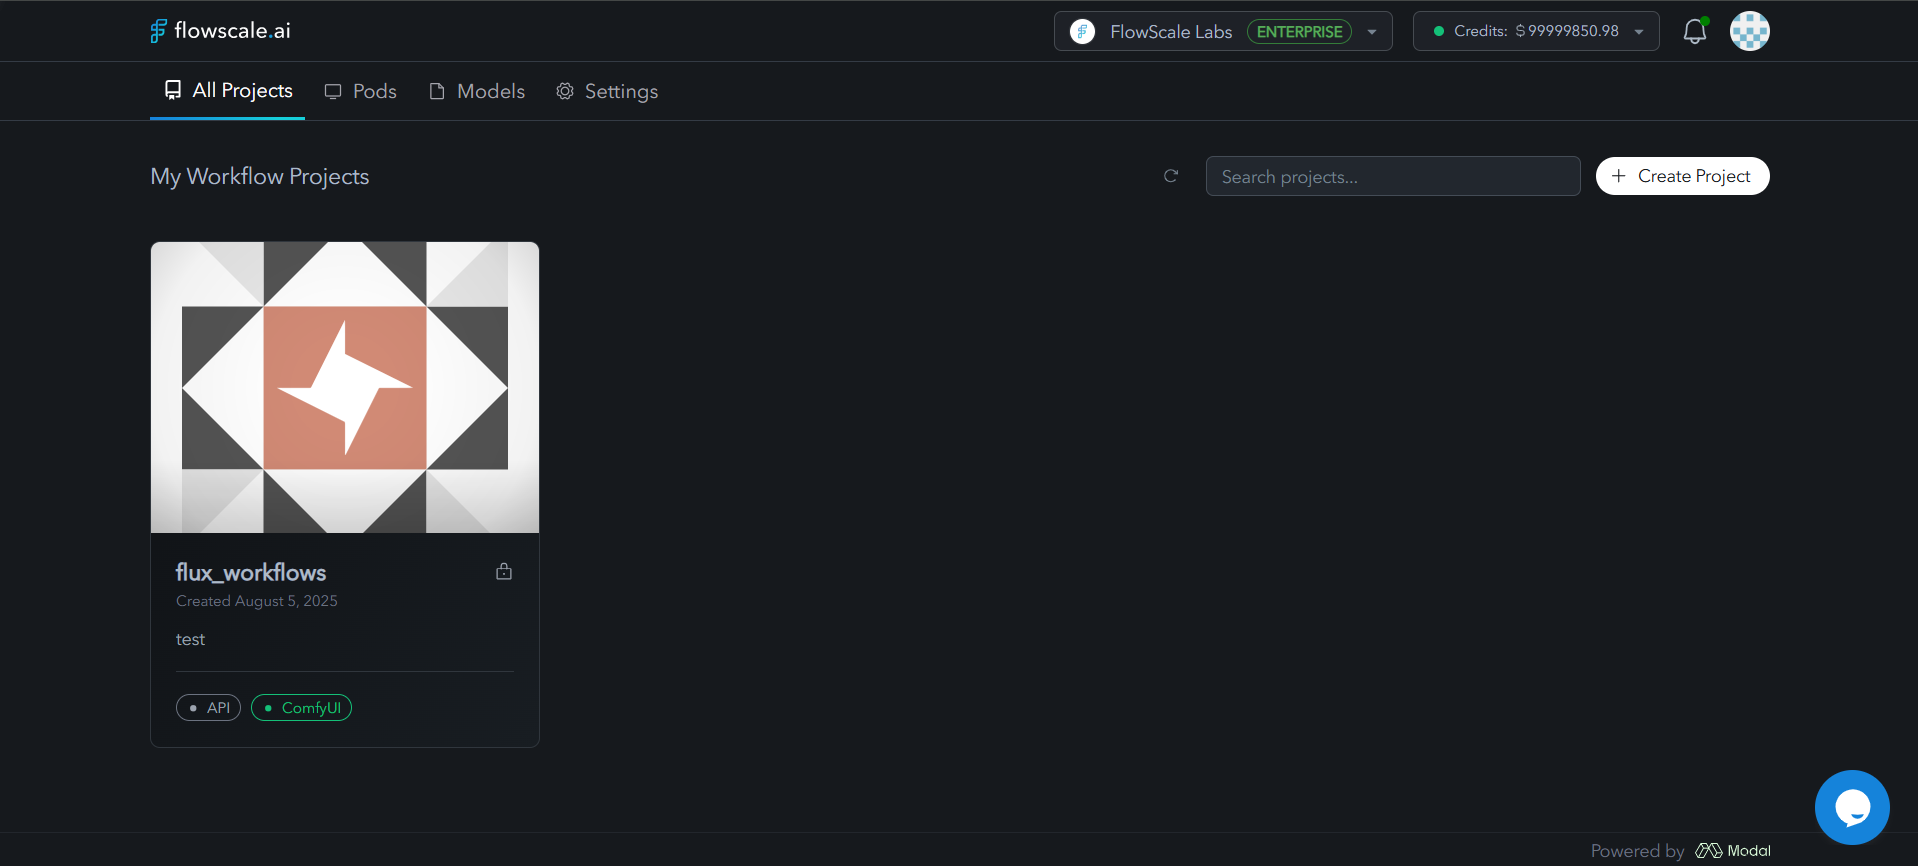 flowscale.ai
FlowScale Labs ENTERPRISE
Credits: $ 99999850.98
All Projects
Pods
Models
Settings
My Workflow Projects
Search projects...
+ Create Project
flux_workflows
Created August 5, 2025
test
API
ComfyUI
Powered by Modal